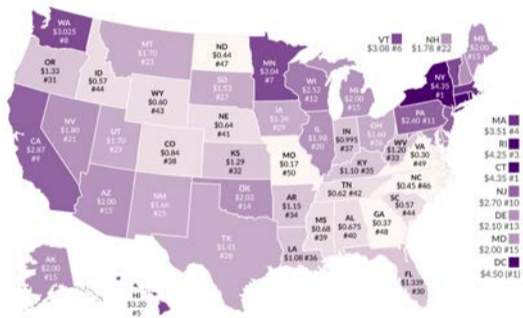 WA
$3.025
#8
OR
$1.33
#31
CA
$2.87
#9
ID
$0.57
#44
NV
$1.80
#21
MT
$1.70
#23
WY
$0.60
#43
UT
$1.70
#23
AZ
$2.00
#15
CO
$0.84
#38
NM
$1.66
#25
ND
$0.44
#47
SD
$1.53
#27
NE
$0.64
#41
KS
$1.29
#32
OK
$2.03
#14
TX
$1.41
#28
MN
$3.04
#7
IA
$1.36
#29
MO
$0.17
#50
AR
$1.15
#34
LA
$1.08 #36
WI
$2.52
#12
IL
$1.98
#20
MI
$2.00
#15
IN
$0.995
#37
OH
$1.60
#26
KY
$1.10 #35
TN
$0.62 #42
MS
$0.68
#39
AL
$0.675
#40
GA
$0.37
#48
FL
$1.339
#30
SC
$0.57
#44
NC
$0.45 #46
VA
$0.30
#49
WV
$1.20
#33
PA
$2.60 #11
NY
$4.35
#1
ME
$2.00
#15
VT
$3.08 #6
NH
$1.78 #22
MA
$3.51 #4
RI
$4.25 #3
CT
$4.35 #1
NJ
$2.70 #10
DE
$2.10 #13
MD
$2.00 #15
DC
$4.50 (#1)
AK
$2.00
#15
HI
$3.20
#5